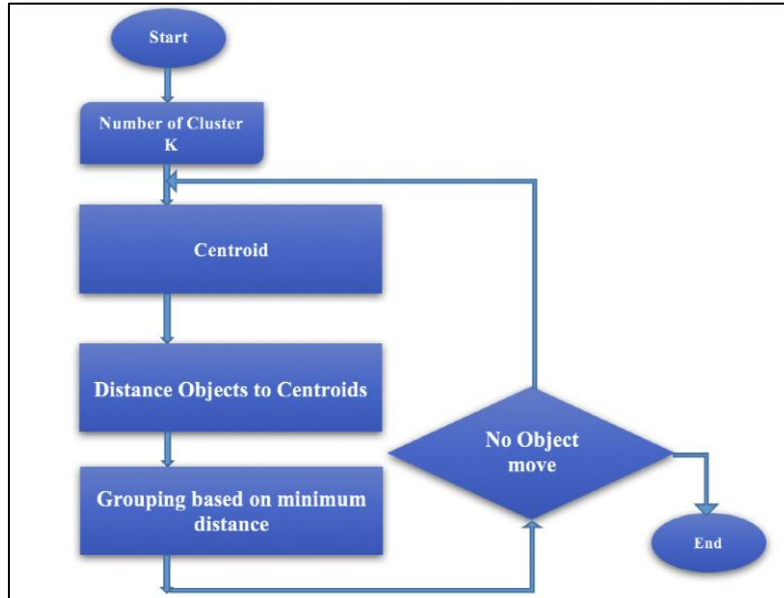 Start
Number of Cluster
K
Centroid
Distance Objects to Centroids
Grouping based on minimum
distance
No Object
move
End